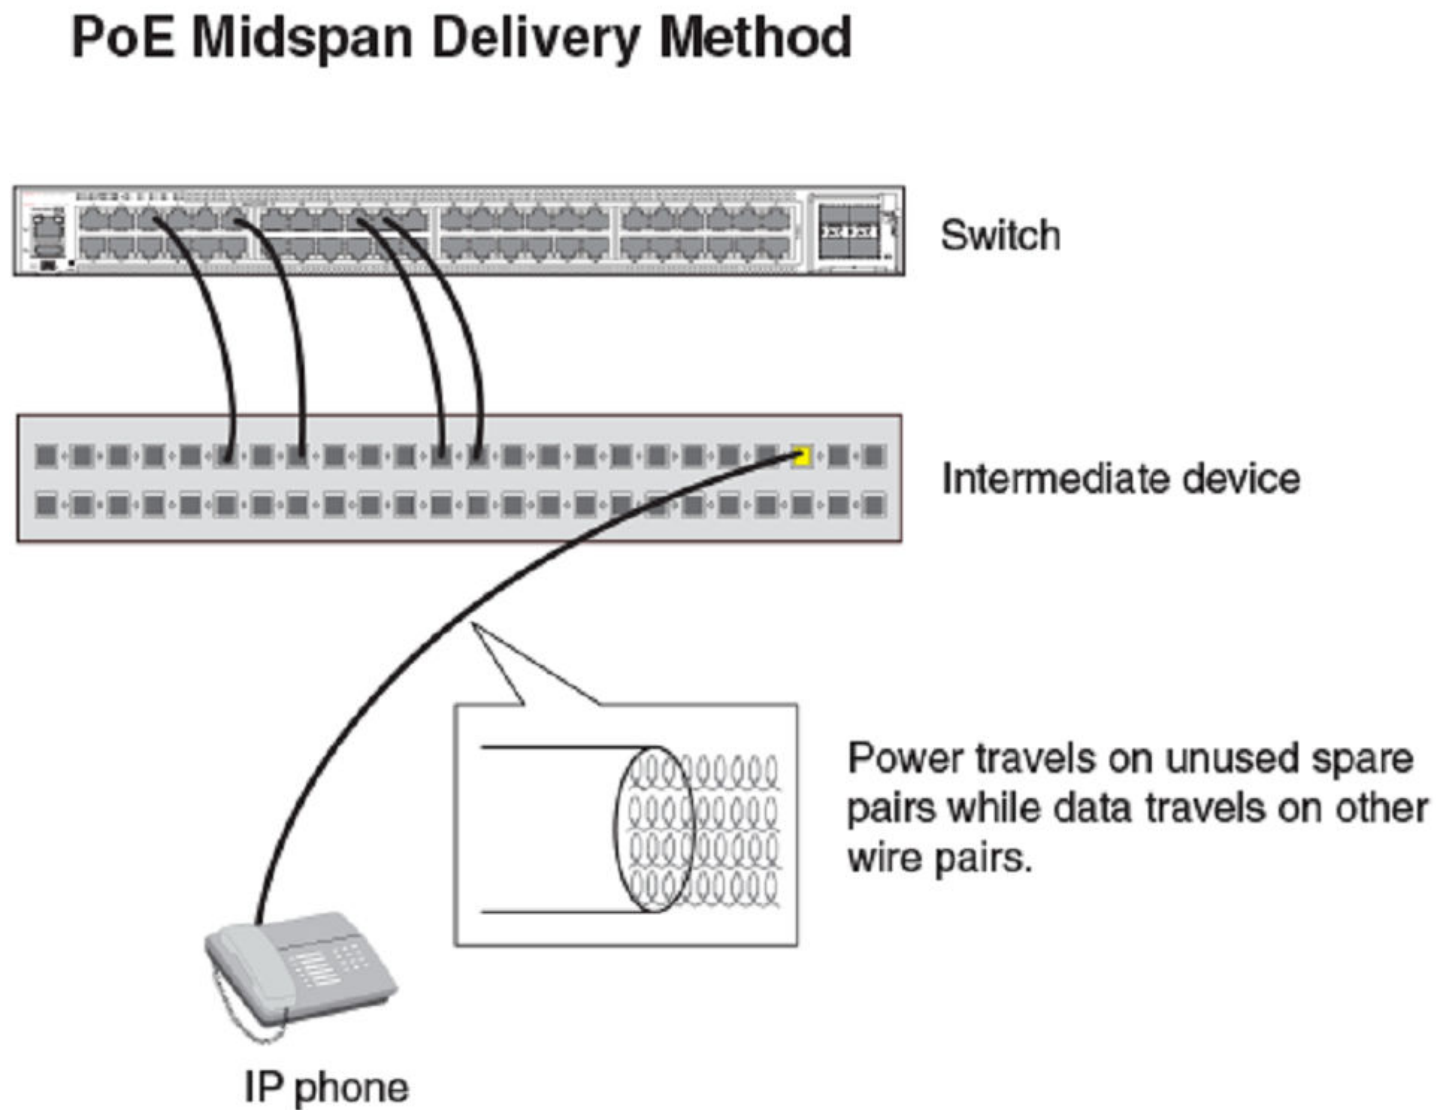 PoE Midspan Delivery Method
Switch
Intermediate device
Power travels on unused spare
pairs while data travels on other
wire pairs.
IP phone